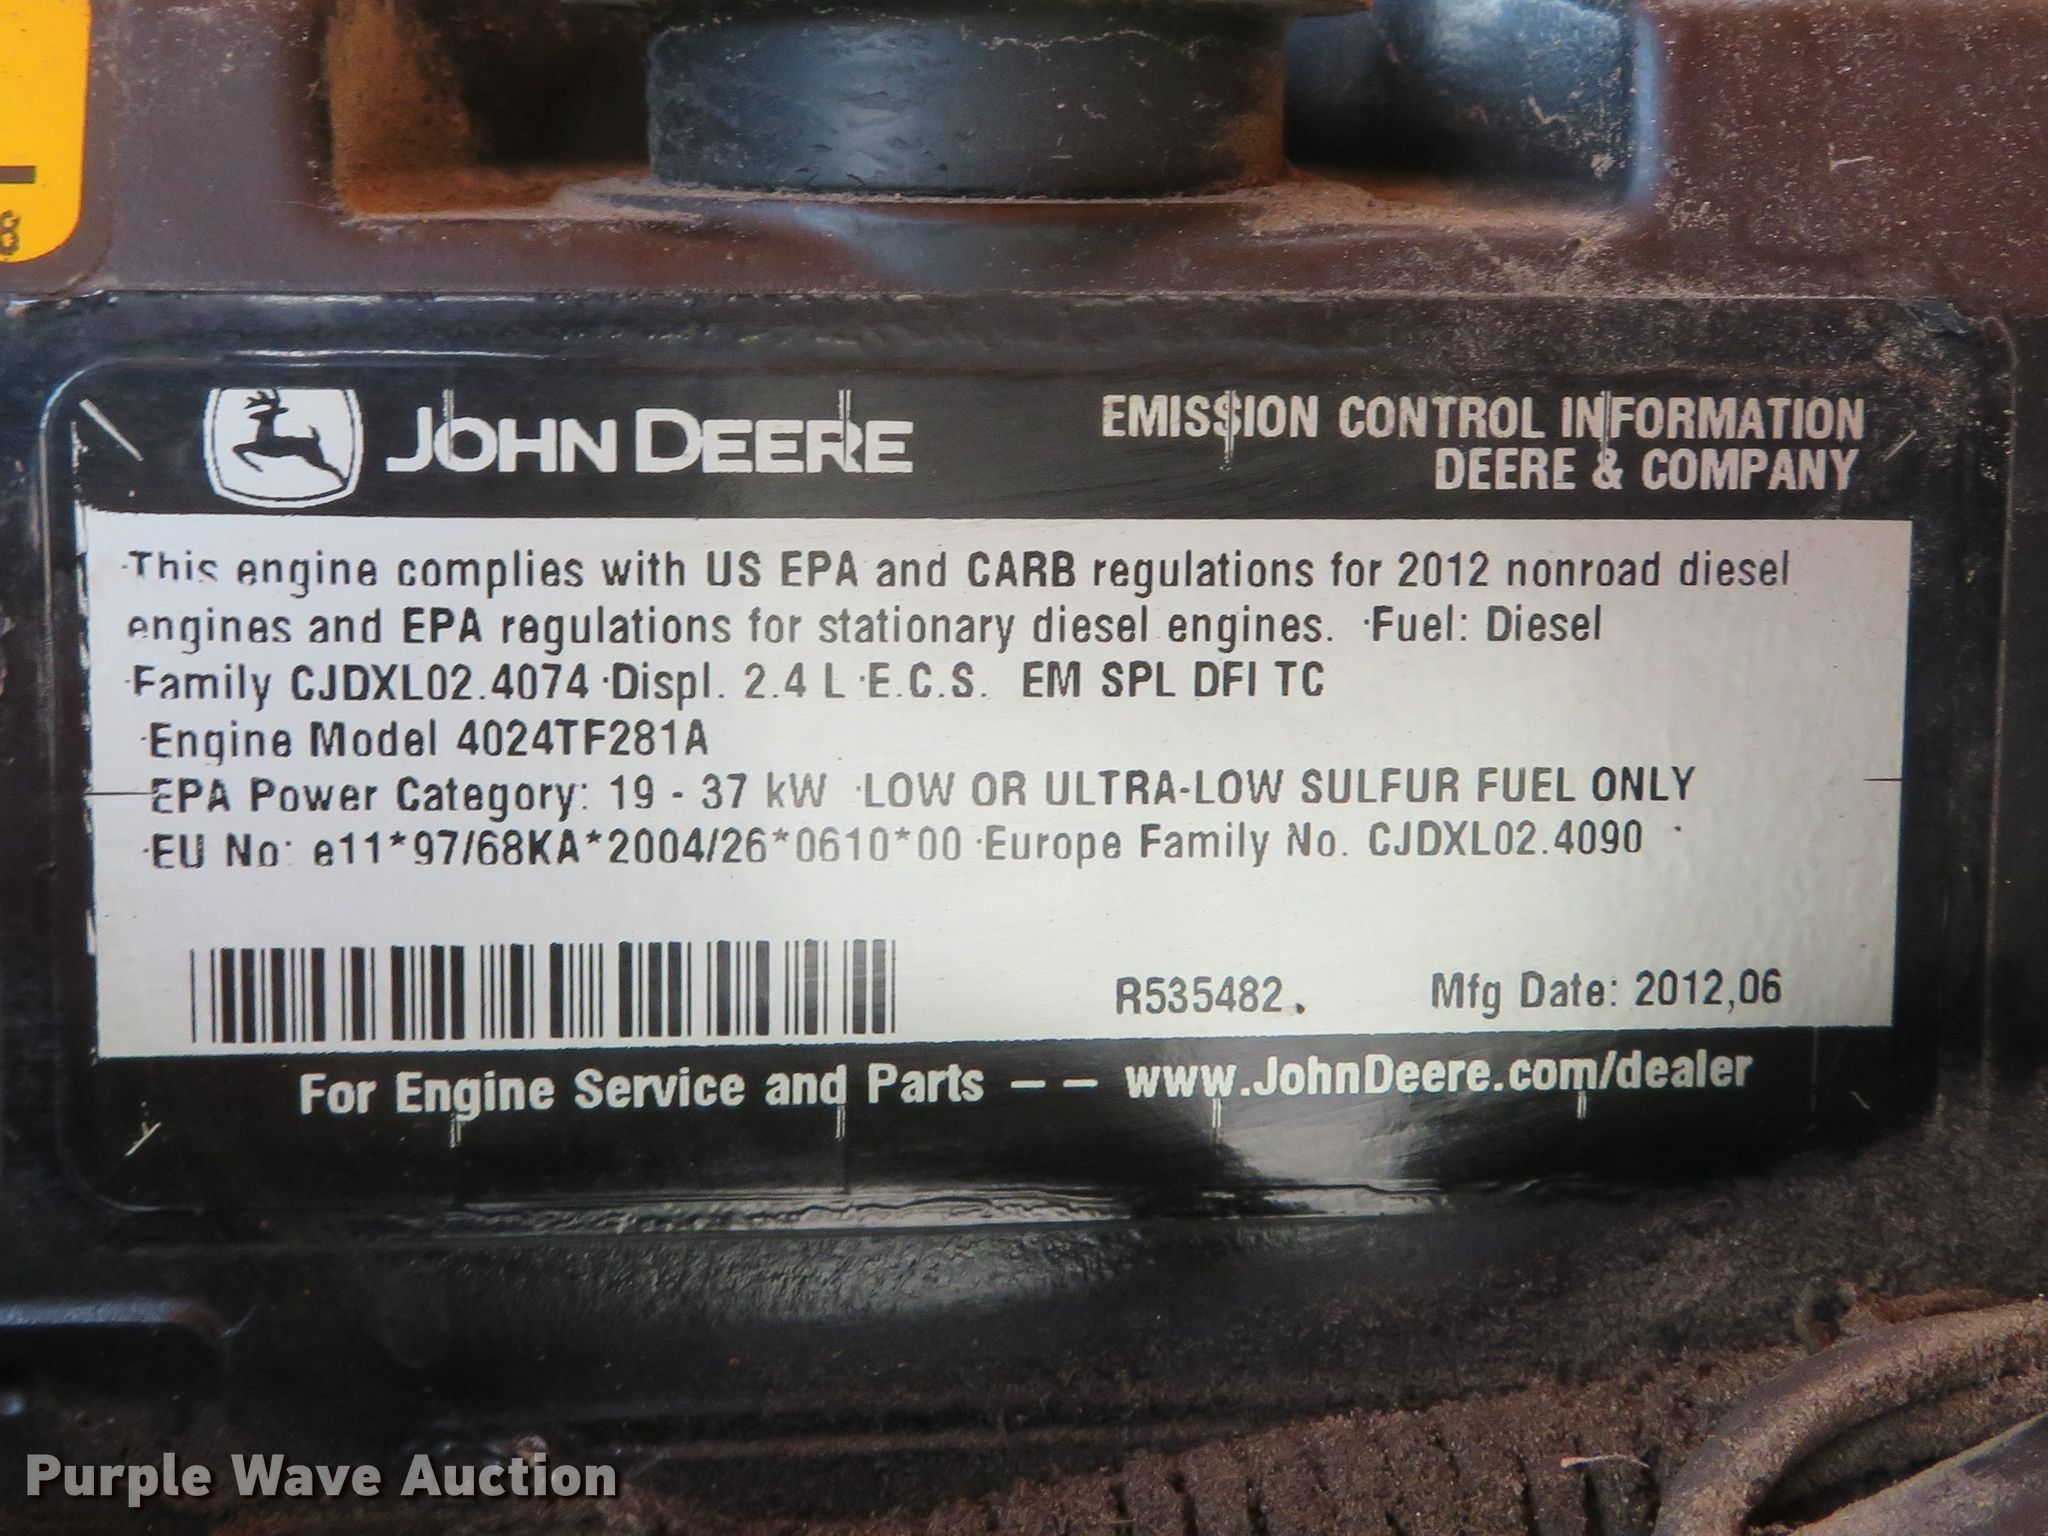 8
JOHN DEERE
EMISSION CONTROL INFORMATION
DEERE & COMPANY
·This engine complies with US EPA and CARB regulations for 2012 nonroad diesel
engines and EPA regulations for stationary diesel engines. ·Fuel: Diesel
·Family CJDXL02.4074 ·Displ. 2.4 L ·E.C.S. EM SPL DFI TC
·Engine Model 4024TF281A
EPA Power Category: 19 - 37 kW ·LOW OR ULTRA-LOW SULFUR FUEL ONLY
·EU No: e11*97/68KA*2004/26*0610*00 ·Europe Family No. CJDXL02.4090 ·
R535482. Mfg Date: 2012,06
For Engine Service and Parts – – www.JohnDeere.com/dealer
Purple Wave Auction